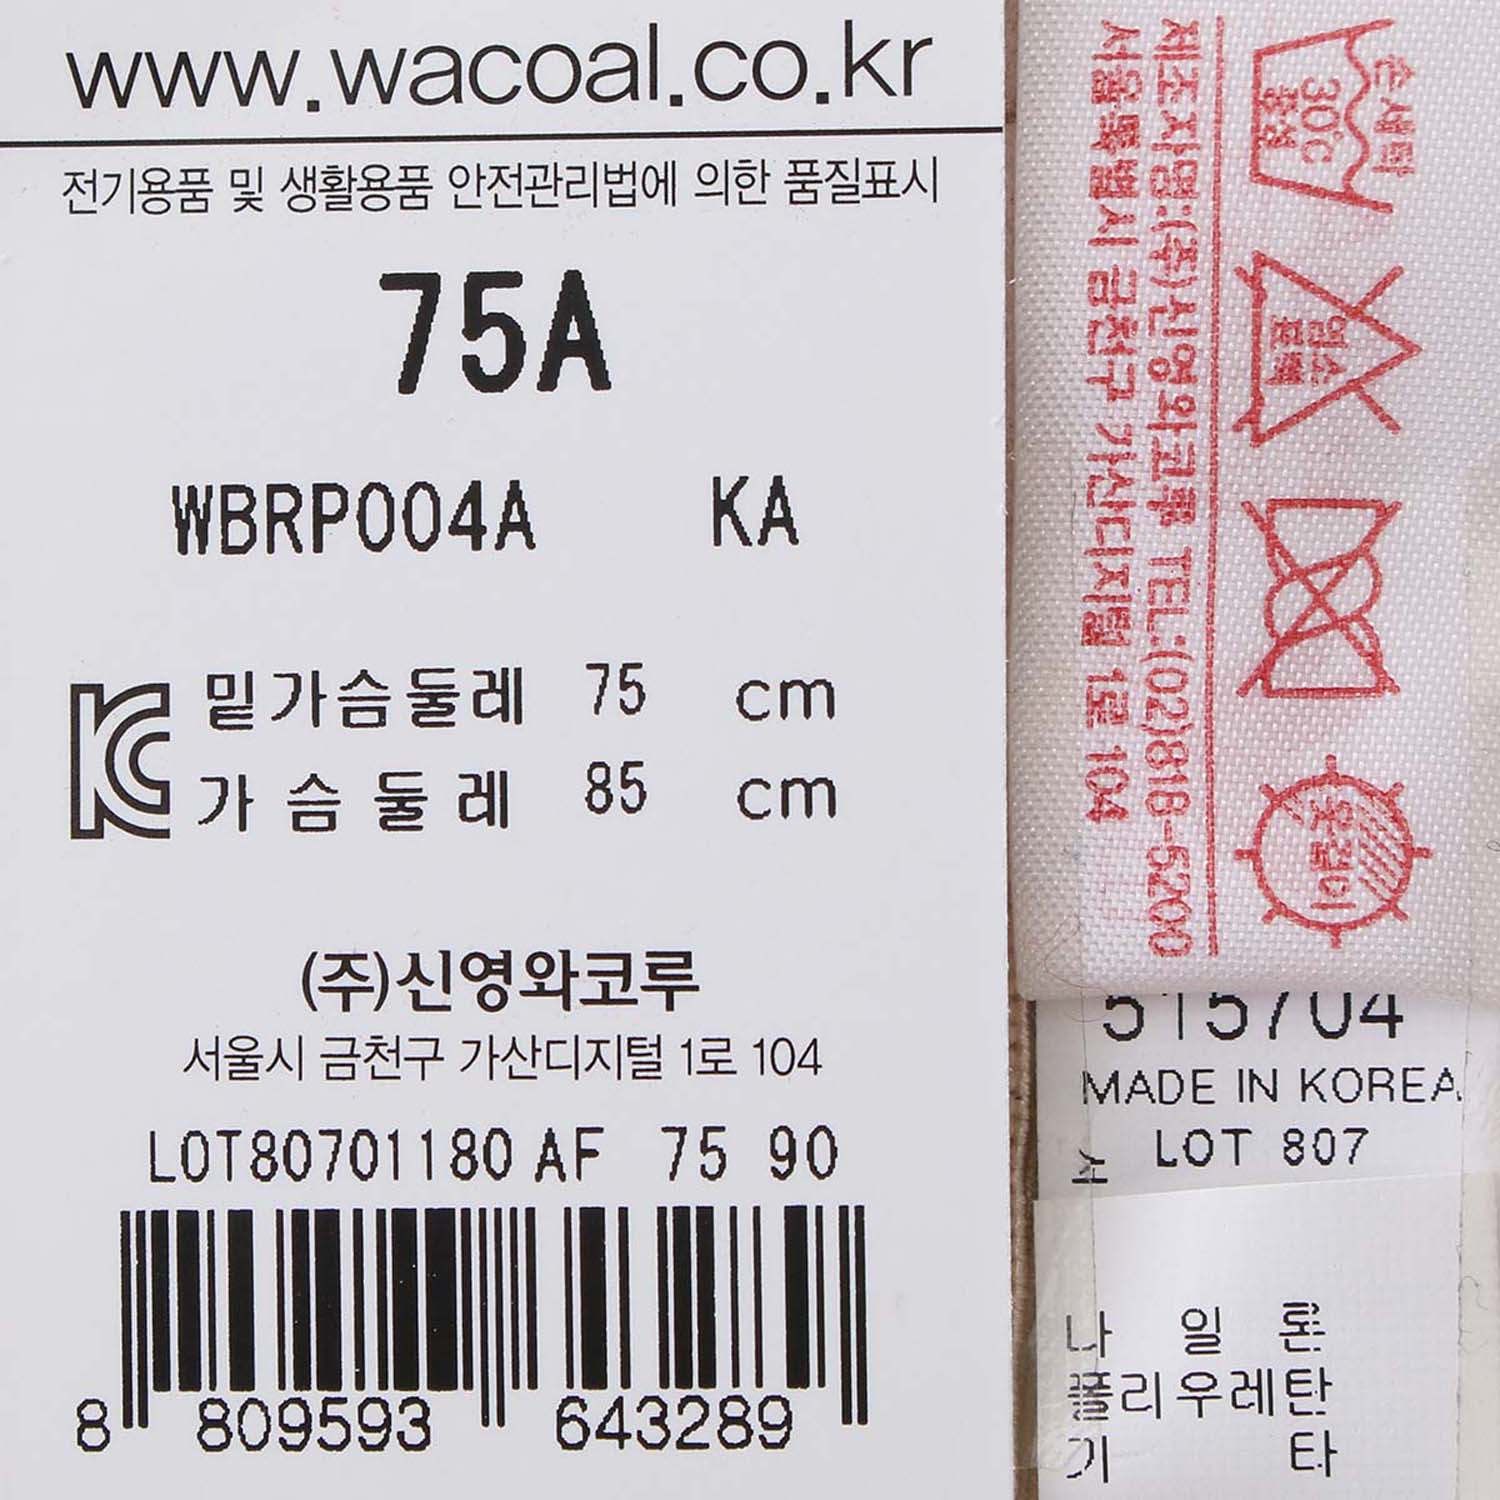 www.wacoal.co.kr
전기용품 및 생활용품 안전관리법에 의한 품질표시
75A
WBRP004A KA
밑가슴둘레 75 cm
가슴둘레 85 cm
(주)신영와코루
서울시 금천구 가산디지털 1로 104
LOT80701180 AF 75 90
8 809593 643289
손세탁
30℃
중성
염소
표백
옷걸이
제조자명:(주)신영와코루 TEL:(02)818-5200
서울특별시 금천구 가산디지털 1로 104
515704
MADE IN KOREA
LOT 807
나일론
폴리우레탄
기타